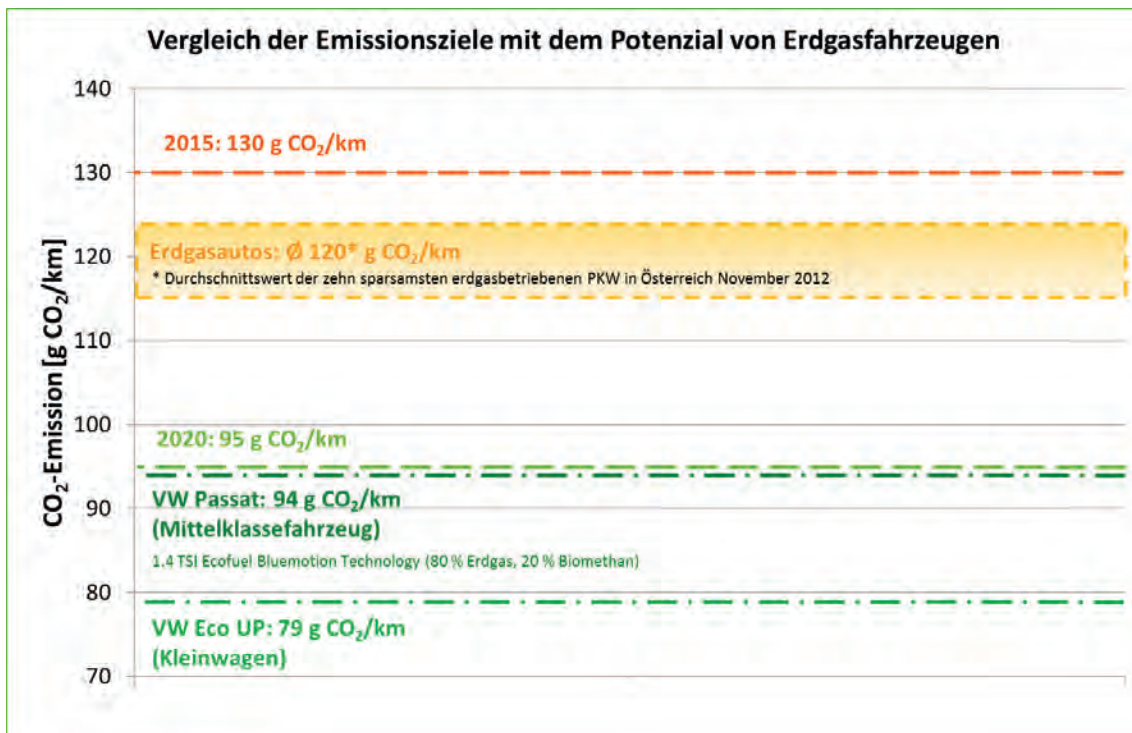 Vergleich der Emissionsziele mit dem Potenzial von Erdgasfahrzeugen
CO₂-Emission [g CO₂/km]
140
2015: 130 g CO₂/km
130
Erdgasautos: Ø 120* g CO₂/km
120
* Durchschnittswert der zehn sparsamsten erdgasbetriebenen PKW in Österreich November 2012
110
100
2020: 95 g CO₂/km
VW Passat: 94 g CO₂/km
90
(Mittelklassefahrzeug)
1.4 TSI Ecofuel Bluemotion Technology (80 % Erdgas, 20 % Biomethan)
80
VW Eco UP: 79 g CO₂/km
(Kleinwagen)
70